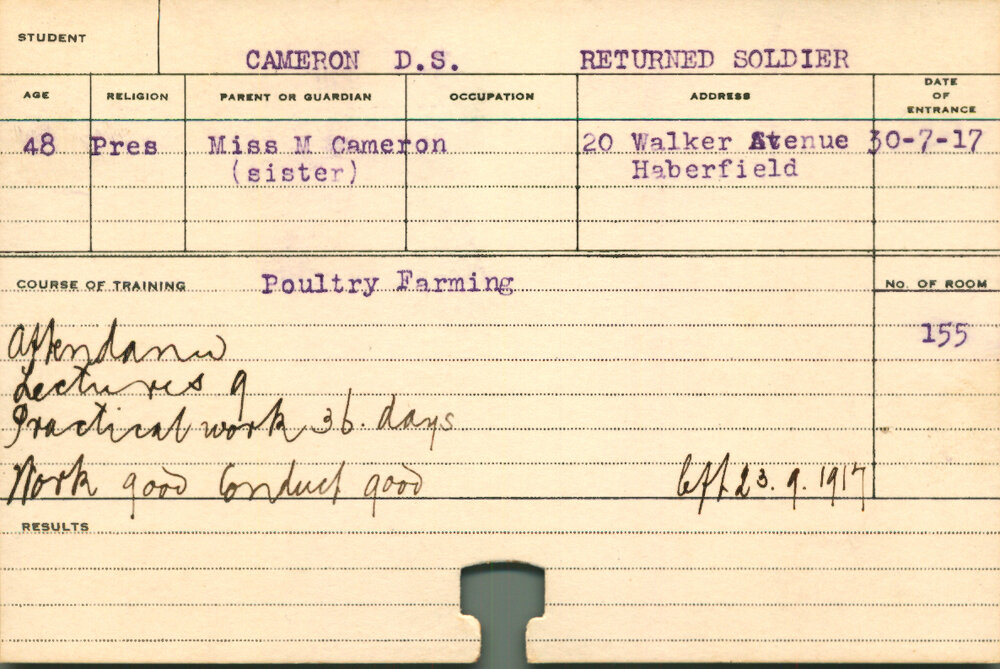 STUDENT
CAMERON D.S. RETURNED SOLDIER
AGE RELIGION PARENT OR GUARDIAN OCCUPATION ADDRESS DATE OF ENTRANCE
48 Pres Miss M Cameron 20 Walker Avenue 30-7-17
(sister) Haberfield
COURSE OF TRAINING Poultry Farming No. OF ROOM
155
Attendance
Lectures 9
Practical work 36. days
Work good Conduct good left 23.9.1917
RESULTS